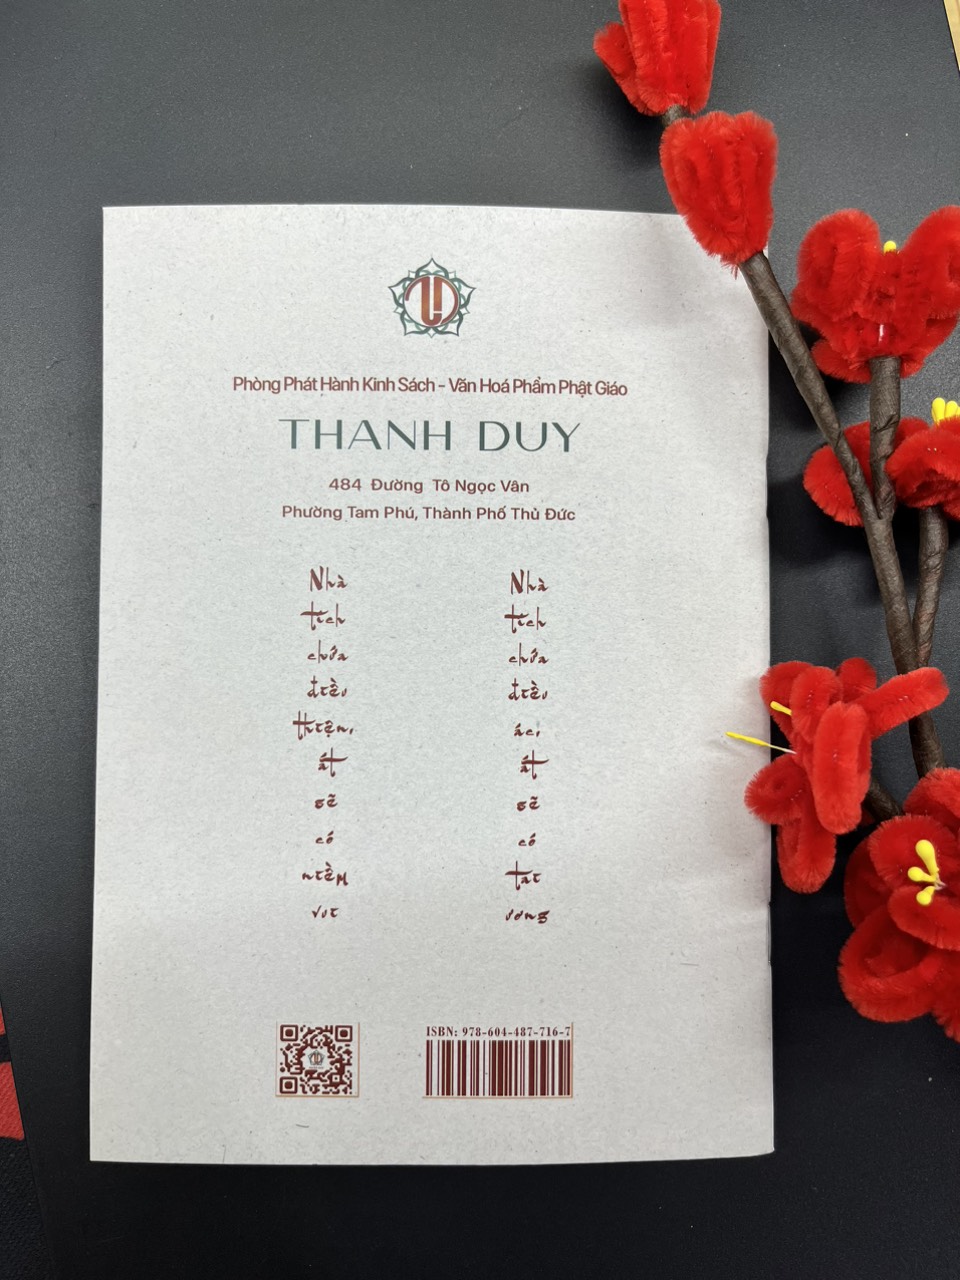 Phòng Phát Hành Kinh Sách - Văn Hoá Phẩm Phật Giáo
THANH DUY
484 Đường Tô Ngọc Vân
Phường Tam Phú, Thành Phố Thủ Đức
Nhà
tích
chứa
điều
thiện,
ắt
sẽ
có
niềm
vui
Nhà
tích
chứa
điều
ác,
ắt
sẽ
có
tai
ương
ISBN: 978-604-487-716-7